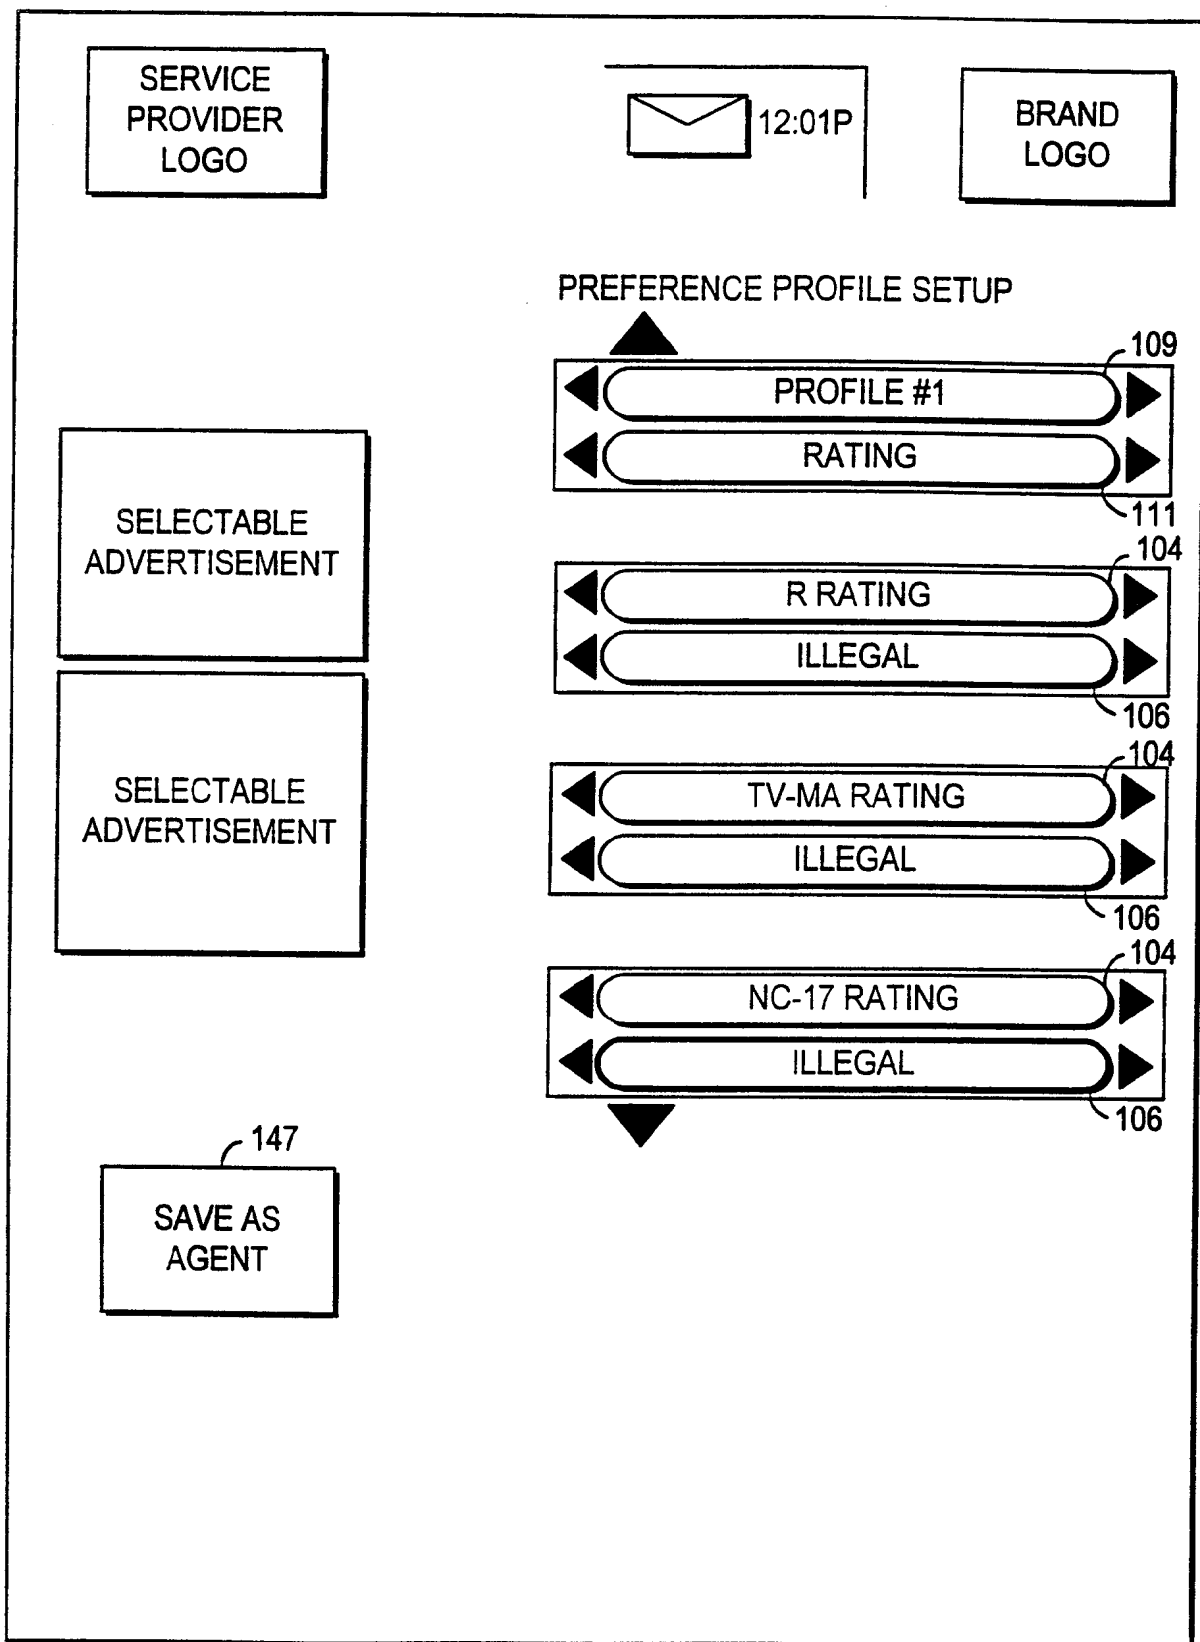 SERVICE
PROVIDER
LOGO
12:01P
BRAND
LOGO
PREFERENCE PROFILE SETUP
109
PROFILE #1
RATING
111
SELECTABLE
ADVERTISEMENT
104
R RATING
ILLEGAL
106
SELECTABLE
ADVERTISEMENT
104
TV-MA RATING
ILLEGAL
106
104
NC-17 RATING
ILLEGAL
106
147
SAVE AS
AGENT